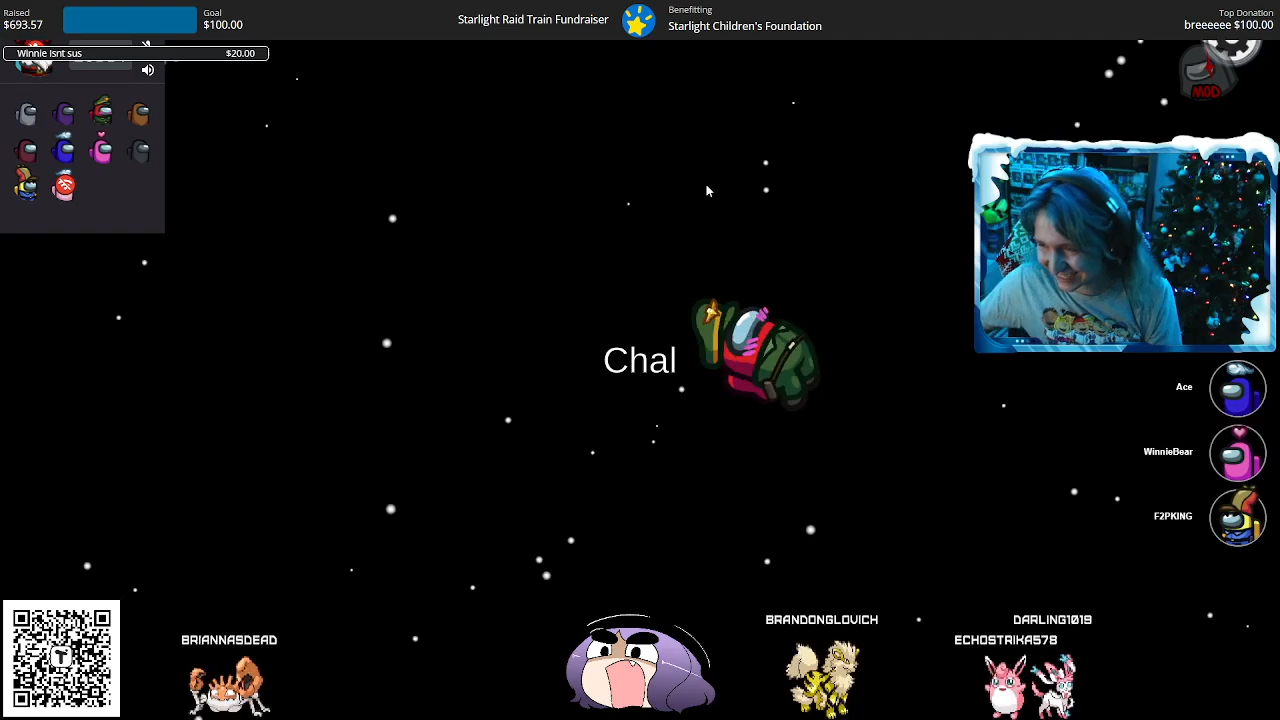 Raised
$693.57
Goal
$100.00
Starlight Raid Train Fundraiser
Benefitting
Starlight Children's Foundation
Top Donation
breeeeee $100.00
Winnie Isnt sus
$20.00
MOD
Chal
Ace
WinnieBear
F2PKING
BRIANNASDEAD
BRANDONGLOVICH
DARLING1019
ECHOSTRIKA578
T